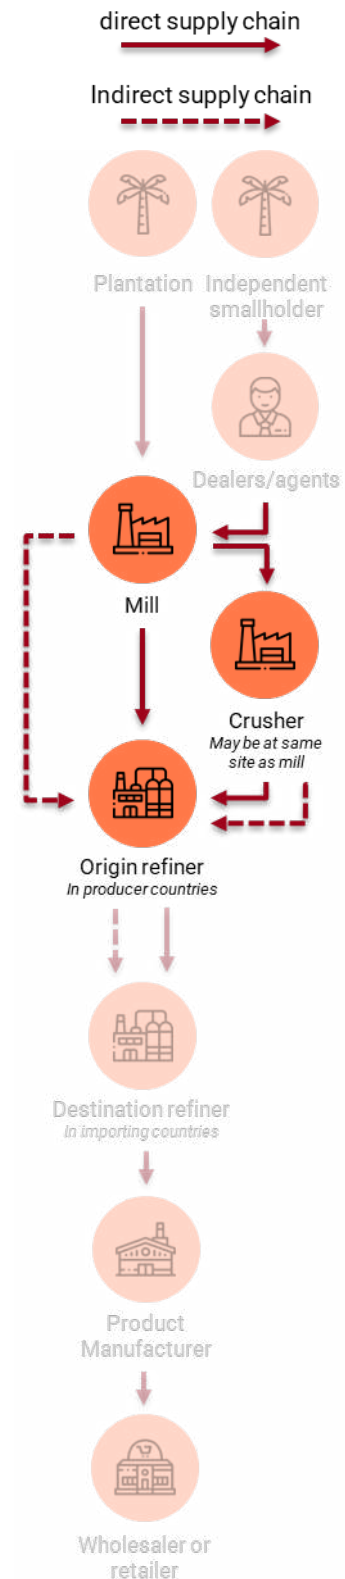 direct supply chain
Indirect supply chain
Plantation
Independent
smallholder
Dealers/agents
Mill
Crusher
May be at same
site as mill
Origin refiner
In producer countries
Destination refiner
In importing countries
Product
Manufacturer
Wholesaler or
retailer